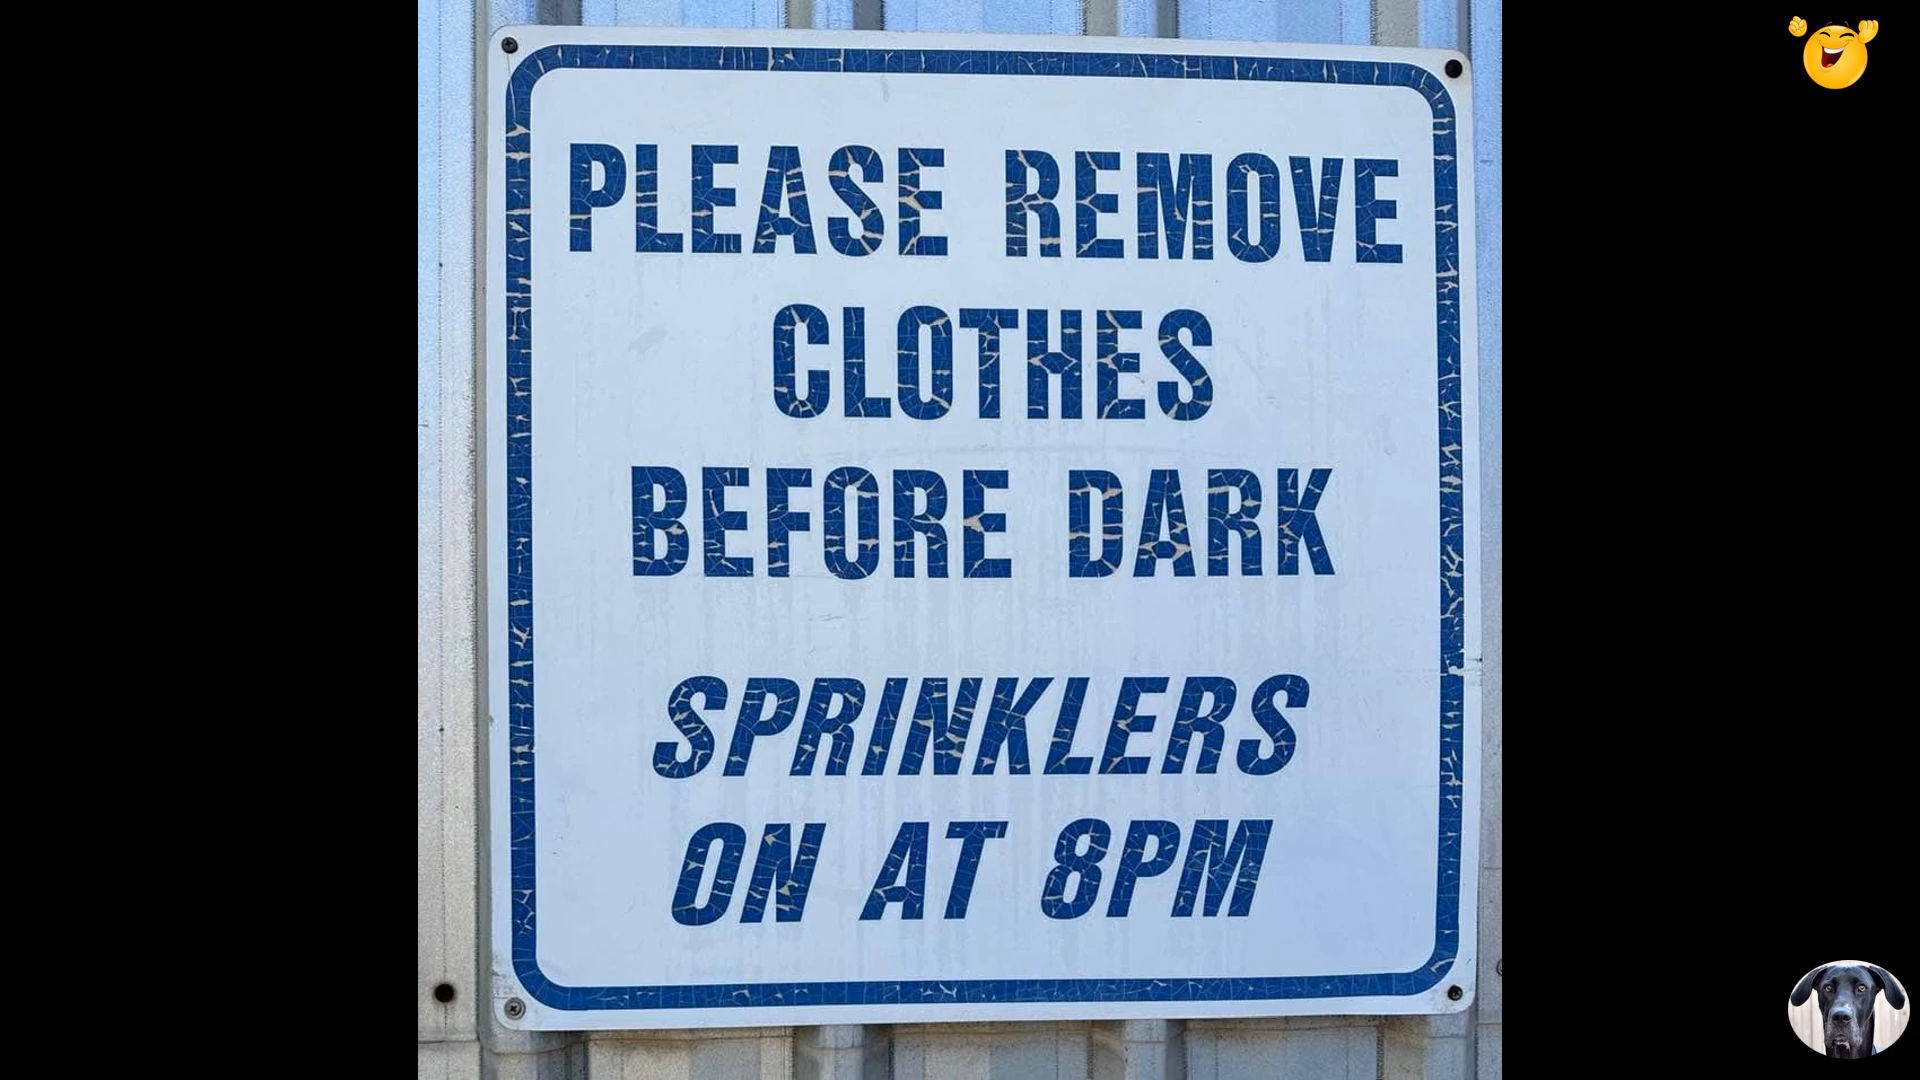 PLEASE REMOVE
CLOTHES
BEFORE DARK
SPRINKLERS
ON AT 8PM